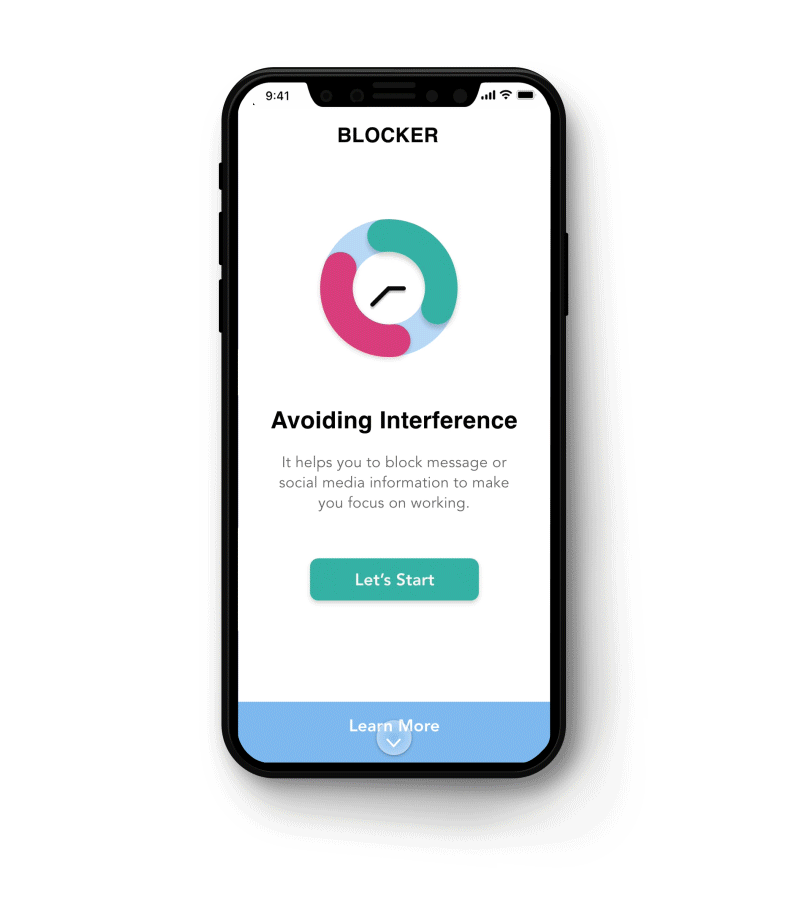 9:41
BLOCKER
Avoiding Interference
It helps you to block message or
social media information to make
you focus on working.
Let’s Start
Learn More